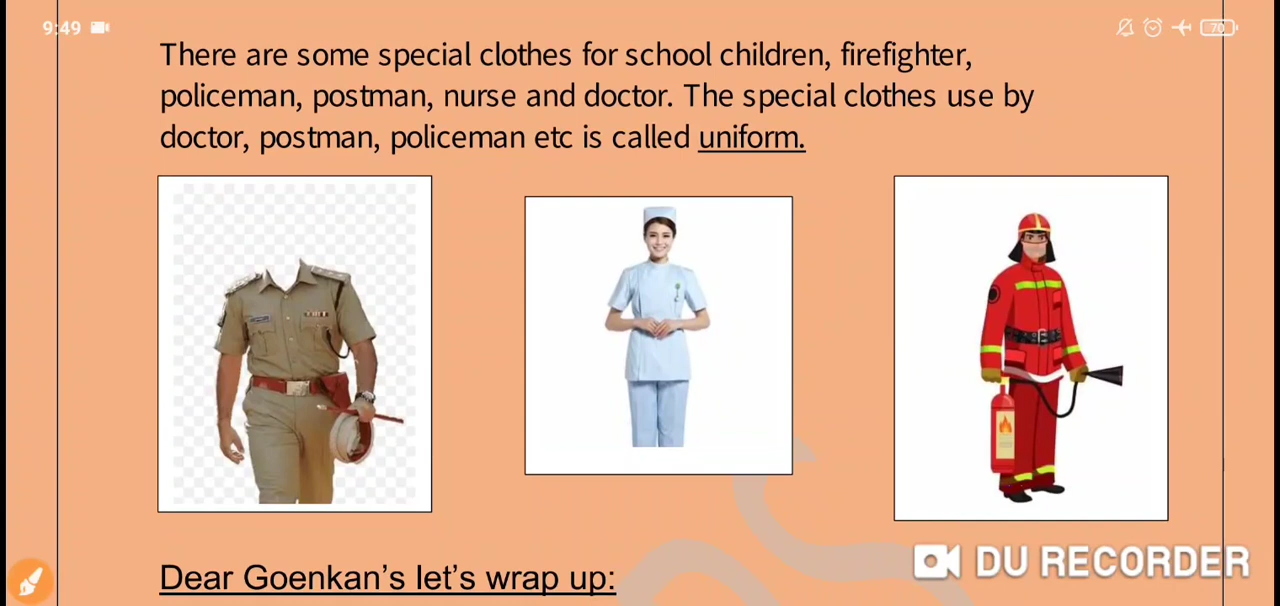 9:49
70
There are some special clothes for school children, firefighter,
policeman, postman, nurse and doctor. The special clothes use by
doctor, postman, policeman etc is called uniform.
Dear Goenkan’s let’s wrap up:
DU RECORDER